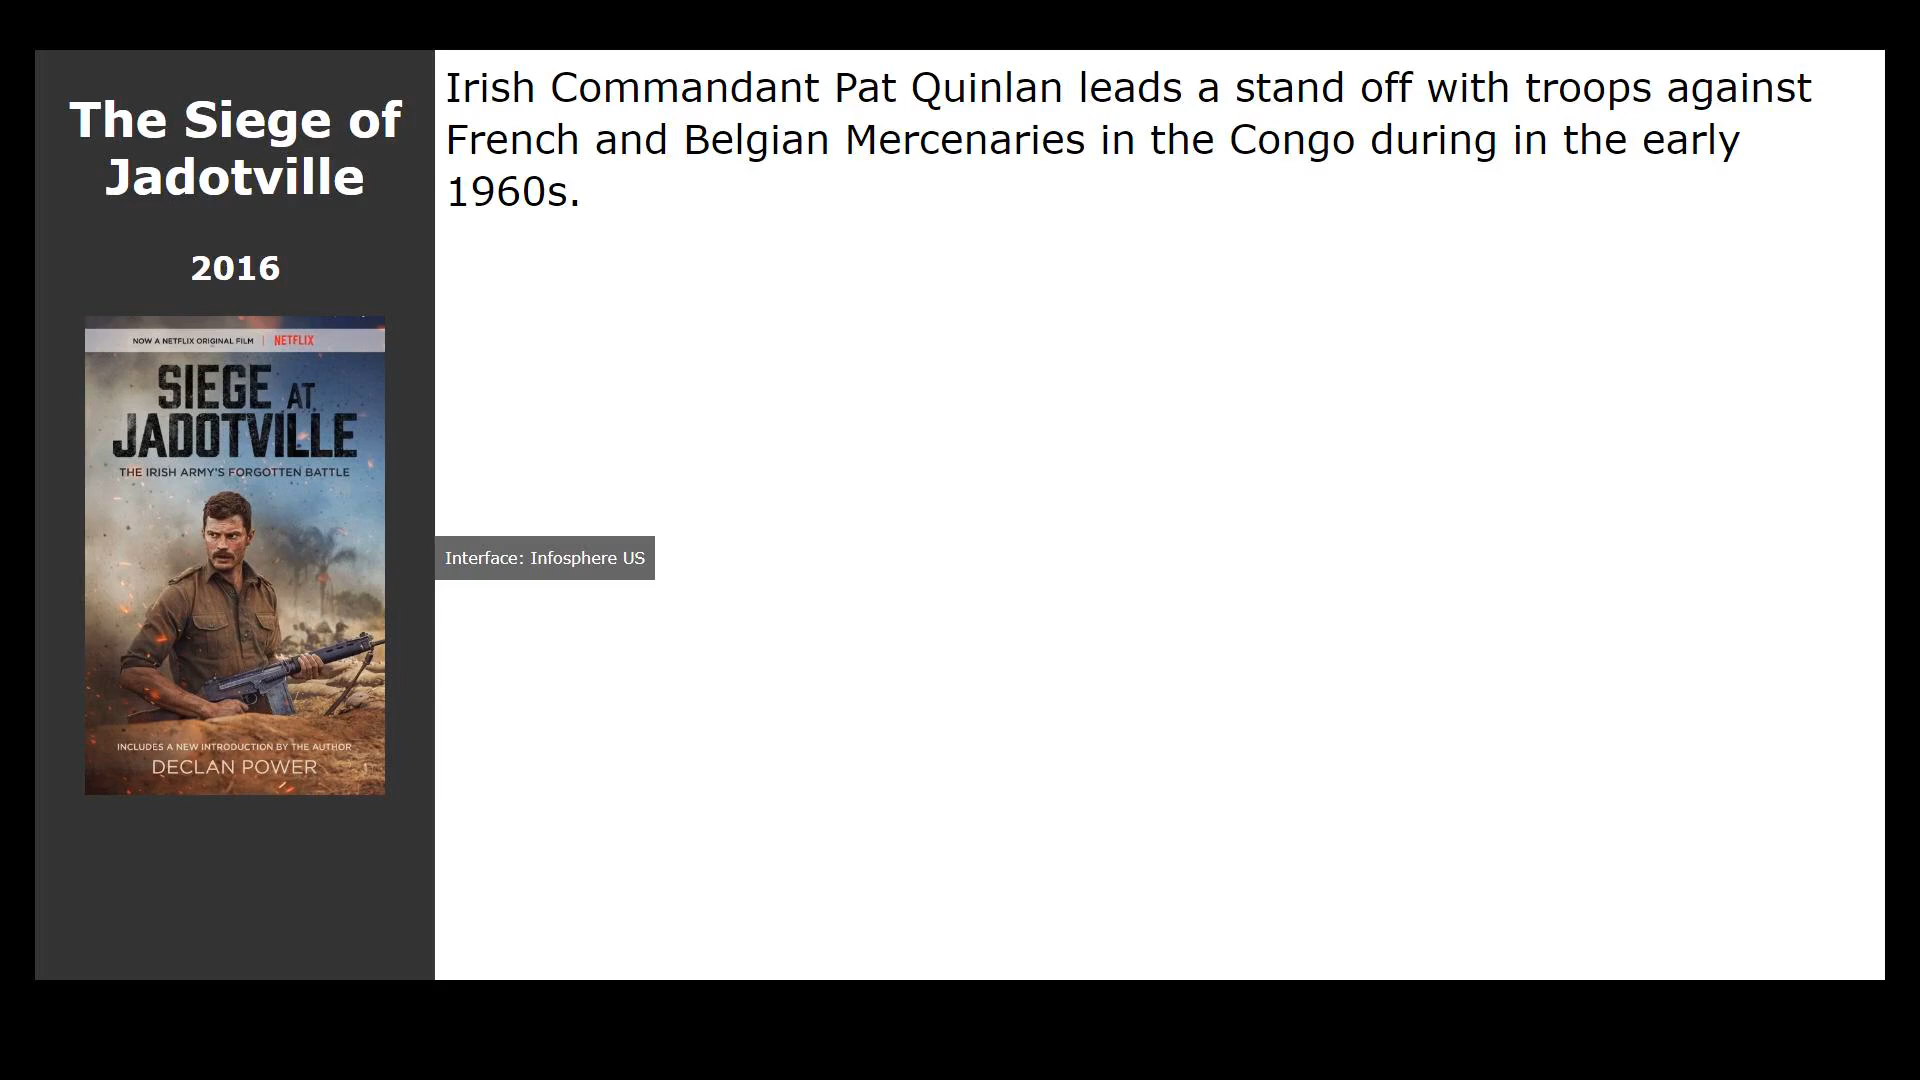 The Siege of
Jadotville
2016
NOW A NETFLIX ORIGINAL FILM | NETFLIX
SIEGE AT
JADOTVILLE
THE IRISH ARMY'S FORGOTTEN BATTLE
INCLUDES A NEW INTRODUCTION BY THE AUTHOR
DECLAN POWER
Irish Commandant Pat Quinlan leads a stand off with troops against
French and Belgian Mercenaries in the Congo during in the early
1960s.
Interface: Infosphere US